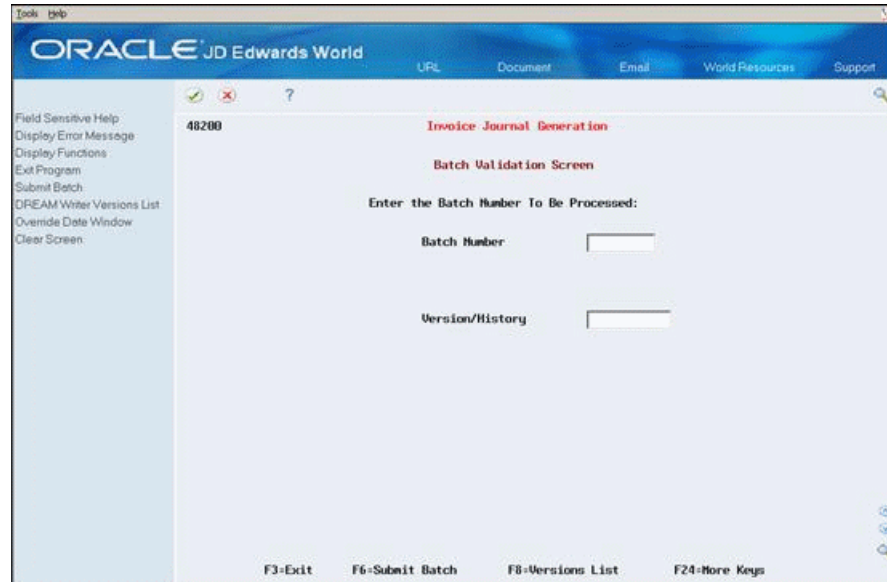 Tools Help
ORACLE JD Edwards World
URL Document Email World Resources Support
?
Field Sensitive Help
Display Error Message
Display Functions
Exit Program
Submit Batch
DREAM Writer Versions List
Override Date Window
Clear Screen
48200 Invoice Journal Generation
Batch Validation Screen
Enter the Batch Number To Be Processed:
Batch Number
Version/History
F3=Exit F6=Submit Batch F8=Versions List F24=More Keys